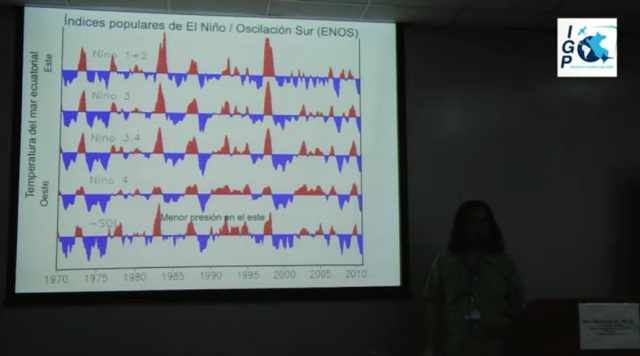 Índices populares de El Niño / Oscilación Sur (ENOS)
Temperatura del mar ecuatorial
Este
Oeste
Nino 1+2
Nino 3
Nino 3.4
Nino 4
-SOI
Menor presión en el este
1970 1975 1980 1985 1990 1995 2000 2005 2010
I
G
P